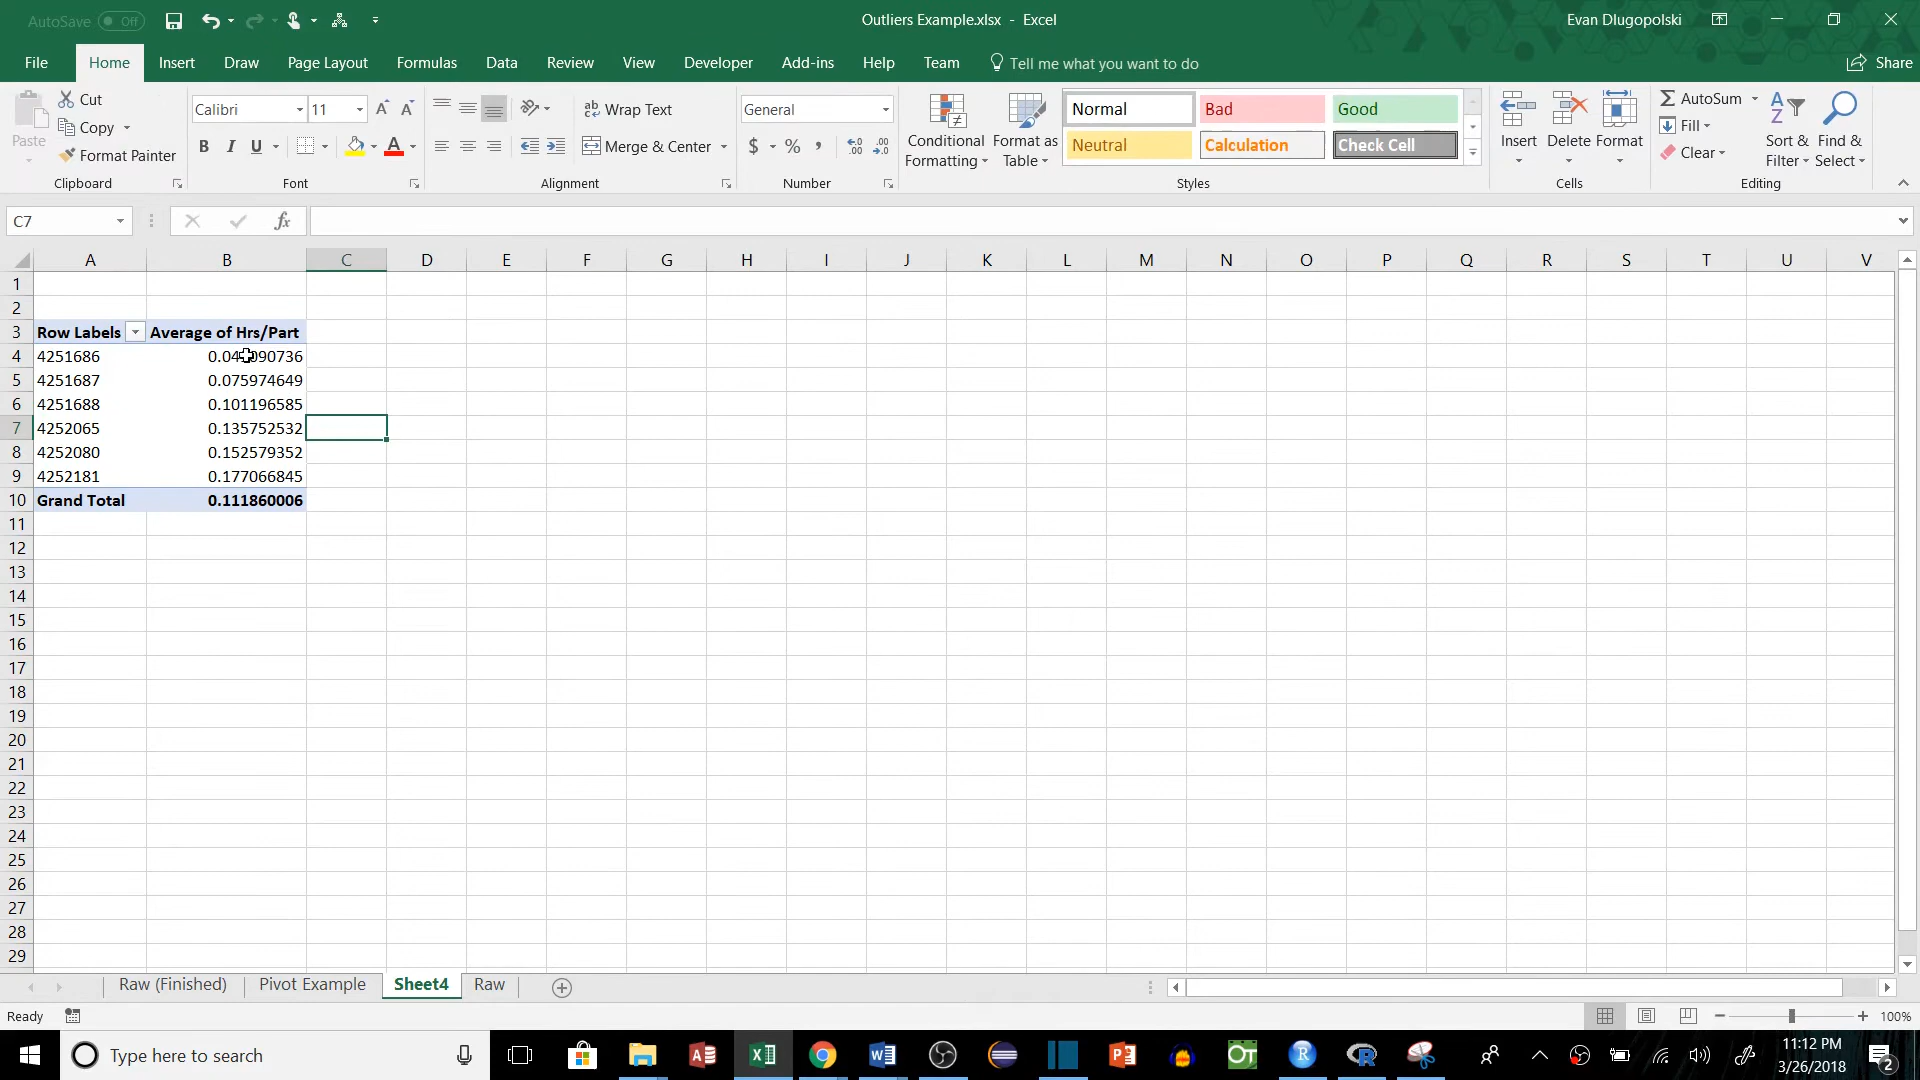 AutoSave Off
Outliers Example.xlsx - Excel
Evan Dlugopolski
File Home Insert Draw Page Layout Formulas Data Review View Developer Add-ins Help Team Tell me what you want to do Share
Paste
Cut
Copy
Format Painter
Clipboard
Calibri 11
B I U
Font
Wrap Text
Merge & Center
Alignment
General
$ % ,
Number
Conditional Formatting
Format as Table
Normal Bad Good
Neutral Calculation Check Cell
Styles
Insert Delete Format
Cells
AutoSum
Fill
Clear
Sort & Filter
Find & Select
Editing
C7
fx
A B C D E F G H I J K L M N O P Q R S T U V
1
2
3 Row Labels Average of Hrs/Part
4 4251686
5 4251687 0.075974649
6 4251688 0.101196585
7 4252065 0.135752532
8 4252080 0.152579352
9 4252181 0.177066845
10 Grand Total 0.111860006
11
12
13
14
15
16
17
18
19
20
21
22
23
24
25
26
27
28
29
Raw (Finished) Pivot Example Sheet4 Raw
Ready
100%
Type here to search
11:12 PM
3/26/2018
2